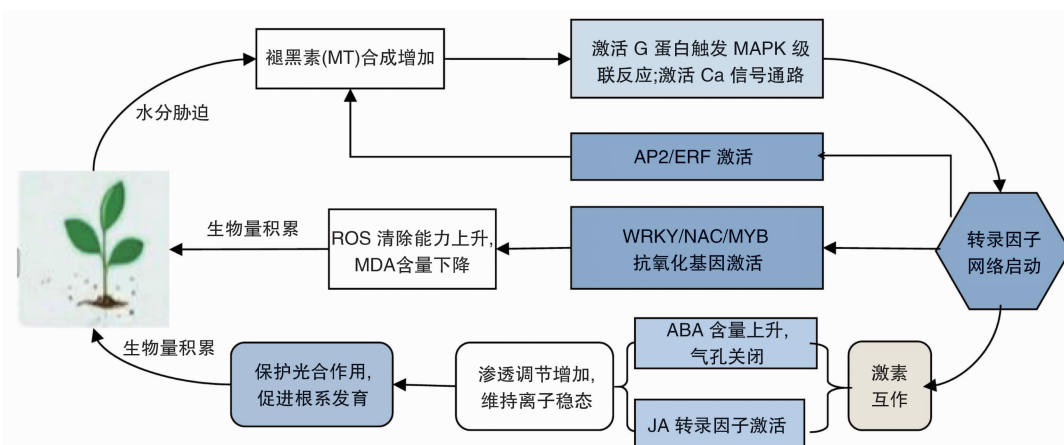 褪黑素(MT)合成增加
激活 G 蛋白触发 MAPK 级
联反应;激活 Ca 信号通路
水分胁迫
AP2/ERF 激活
生物量积累
ROS 清除能力上升,
MDA含量下降
WRKY/NAC/MYB
抗氧化基因激活
转录因子
网络启动
生物量积累
保护光合作用,
促进根系发育
渗透调节增加,
维持离子稳态
ABA 含量上升,
气孔关闭
JA 转录因子激活
激素
互作